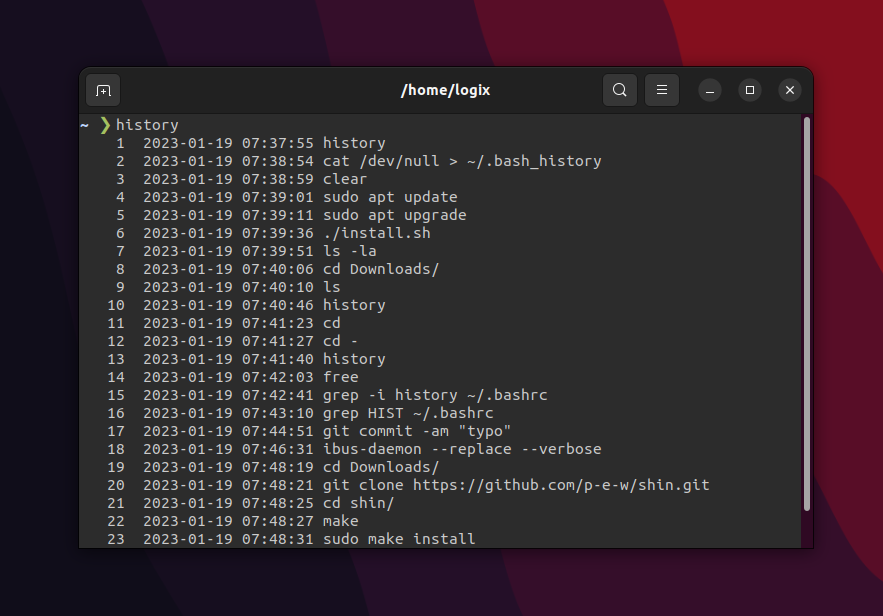 /home/logix
~ ❯ history
1 2023-01-19 07:37:55 history
2 2023-01-19 07:38:54 cat /dev/null > ~/.bash_history
3 2023-01-19 07:38:59 clear
4 2023-01-19 07:39:01 sudo apt update
5 2023-01-19 07:39:11 sudo apt upgrade
6 2023-01-19 07:39:36 ./install.sh
7 2023-01-19 07:39:51 ls -la
8 2023-01-19 07:40:06 cd Downloads/
9 2023-01-19 07:40:10 ls
10 2023-01-19 07:40:46 history
11 2023-01-19 07:41:23 cd
12 2023-01-19 07:41:27 cd -
13 2023-01-19 07:41:40 history
14 2023-01-19 07:42:03 free
15 2023-01-19 07:42:41 grep -i history ~/.bashrc
16 2023-01-19 07:43:10 grep HIST ~/.bashrc
17 2023-01-19 07:44:51 git commit -am "typo"
18 2023-01-19 07:46:31 ibus-daemon --replace --verbose
19 2023-01-19 07:48:19 cd Downloads/
20 2023-01-19 07:48:21 git clone https://github.com/p-e-w/shin.git
21 2023-01-19 07:48:25 cd shin/
22 2023-01-19 07:48:27 make
23 2023-01-19 07:48:31 sudo make install